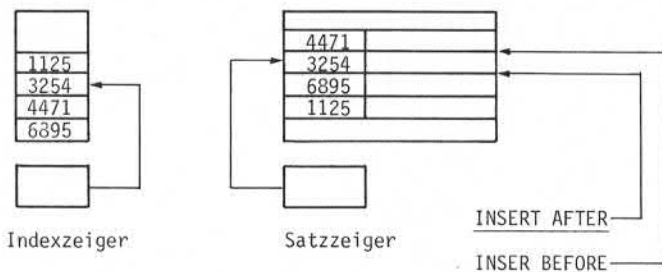 1125
3254
4471
6895
4471
3254
6895
1125
Indexzeiger
Satzzeiger
INSERT AFTER
INSER BEFORE